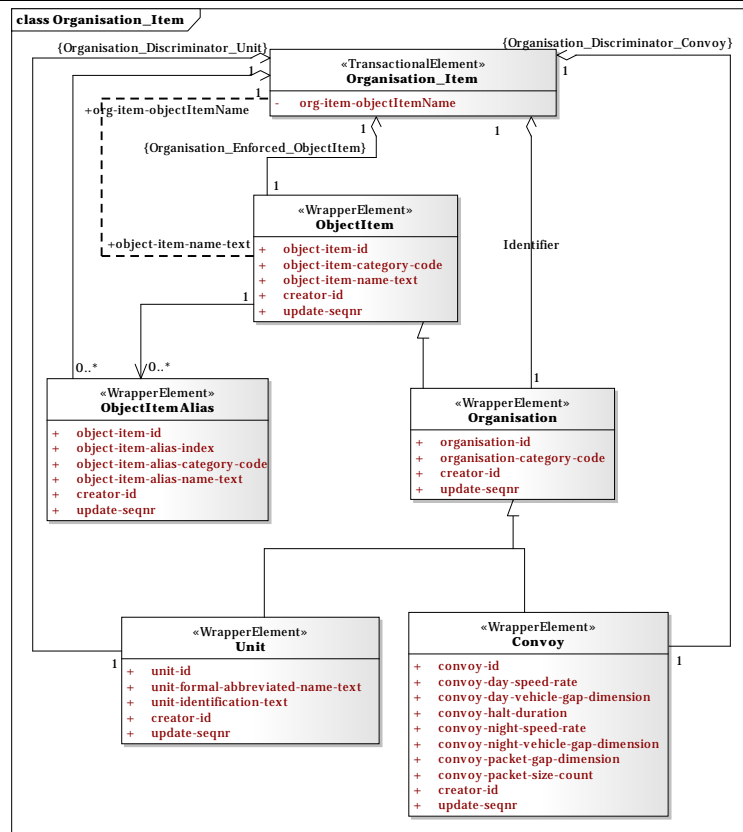 class Organisation_Item
{Organisation_Discriminator_Unit}
{Organisation_Discriminator_Convoy}
«TransactionalElement»
Organisation_Item
- org-item-objectItemName
1
1
1
+org-item-objectItemName
1
1
{Organisation_Enforced_ObjectItem}
1
«WrapperElement»
ObjectItem
+ object-item-id
+ object-item-category-code
+ object-item-name-text
+ creator-id
+ update-seqnr
+object-item-name-text
Identifier
1
0..*
0..*
1
«WrapperElement»
ObjectItemAlias
+ object-item-id
+ object-item-alias-index
+ object-item-alias-category-code
+ object-item-alias-name-text
+ creator-id
+ update-seqnr
«WrapperElement»
Organisation
+ organisation-id
+ organisation-category-code
+ creator-id
+ update-seqnr
«WrapperElement»
Unit
+ unit-id
+ unit-formal-abbreviated-name-text
+ unit-identification-text
+ creator-id
+ update-seqnr
1
«WrapperElement»
Convoy
+ convoy-id
+ convoy-day-speed-rate
+ convoy-day-vehicle-gap-dimension
+ convoy-halt-duration
+ convoy-night-speed-rate
+ convoy-night-vehicle-gap-dimension
+ convoy-packet-gap-dimension
+ convoy-packet-size-count
+ creator-id
+ update-seqnr
1